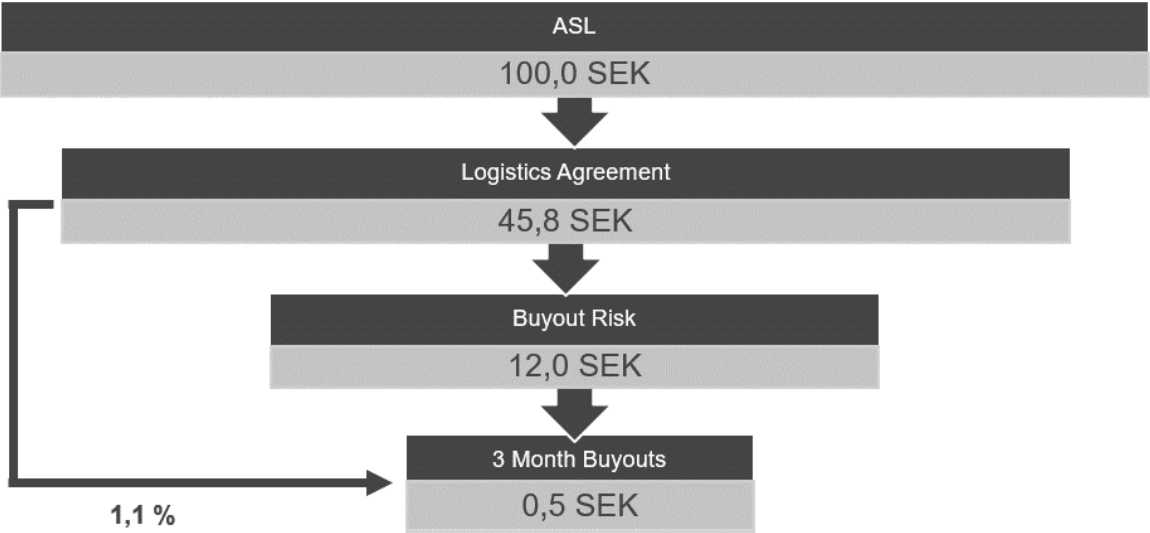 ASL
100,0 SEK
Logistics Agreement
45,8 SEK
Buyout Risk
12,0 SEK
3 Month Buyouts
0,5 SEK
1,1 %